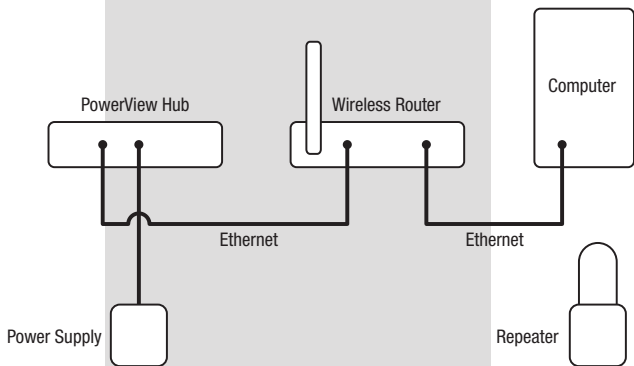 Computer
PowerView Hub
Wireless Router
Ethernet
Ethernet
Power Supply
Repeater